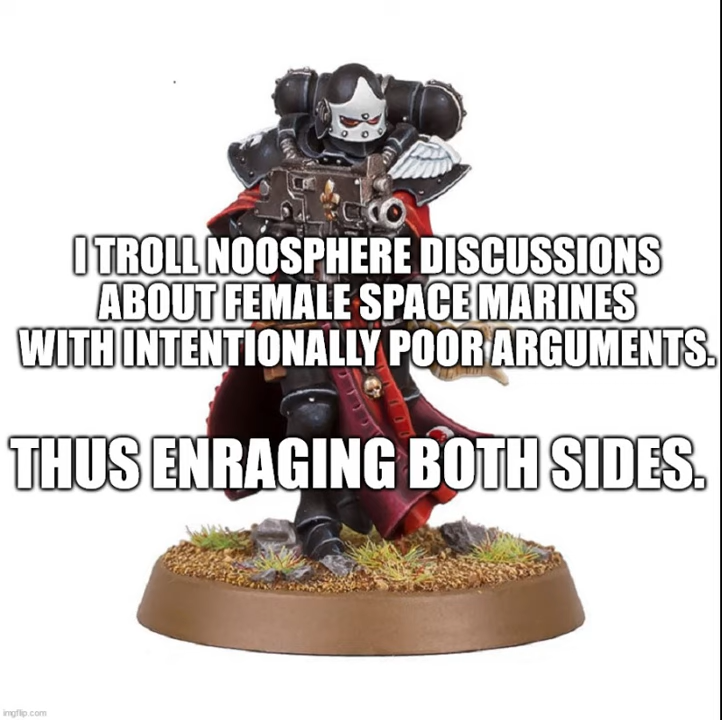 I TROLL NOOSPHERE DISCUSSIONS
ABOUT FEMALE SPACE MARINES
WITH INTENTIONALLY POOR ARGUMENTS.
THUS ENRAGING BOTH SIDES.
imgflip.com